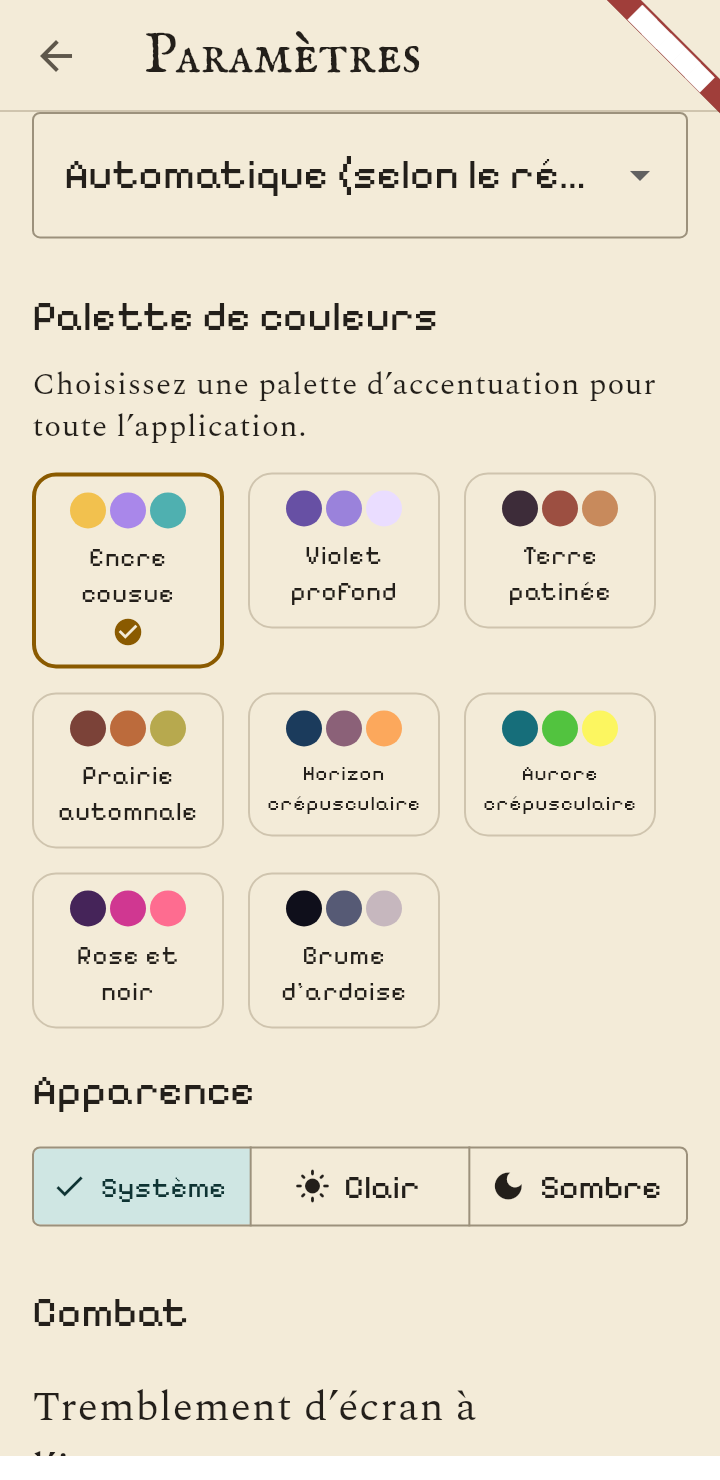 Paramètres
Automatique (selon le ré...
Palette de couleurs
Choisissez une palette d’accentuation pour
toute l’application.
Encre
cousue
Violet
profond
Terre
patinée
Prairie
automnale
Horizon
crépusculaire
Aurore
crépusculaire
Rose et
noir
Brume
d'ardoise
Apparence
Système
Clair
Sombre
Combat
Tremblement d’écran à